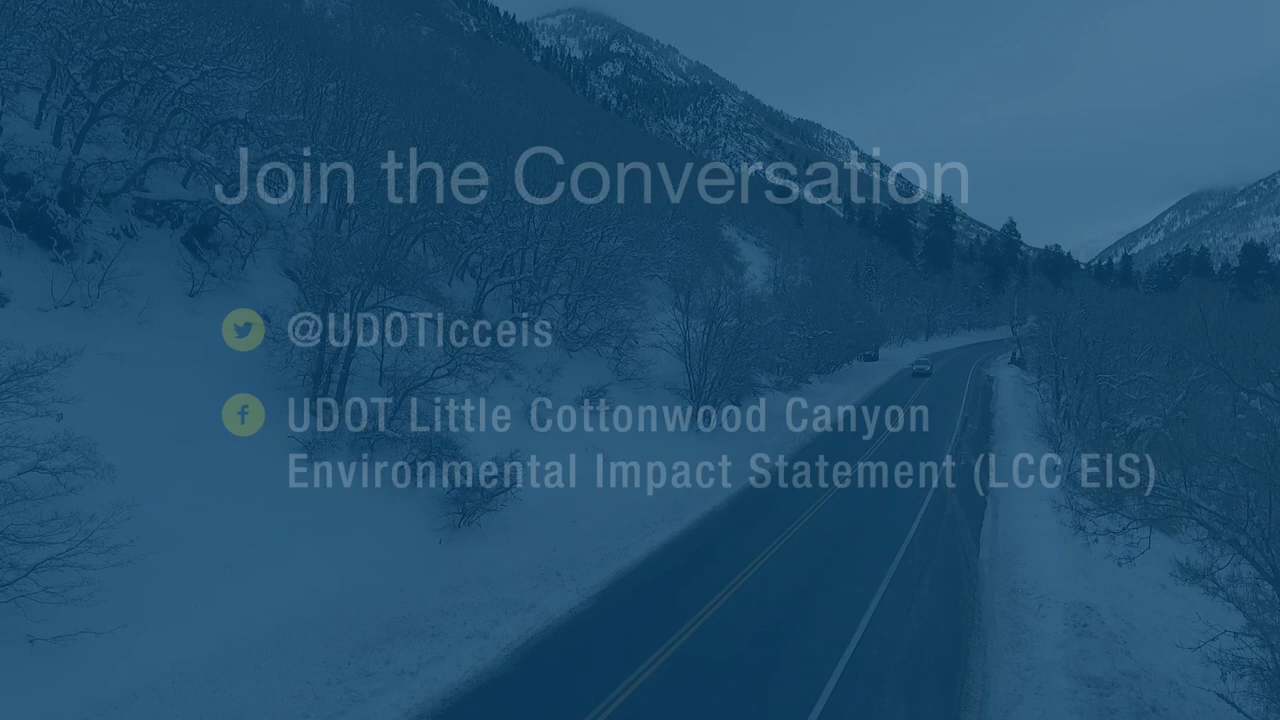 Join the Conversation
@UDOTlcceis
UDOT Little Cottonwood Canyon
Environmental Impact Statement (LCC EIS)